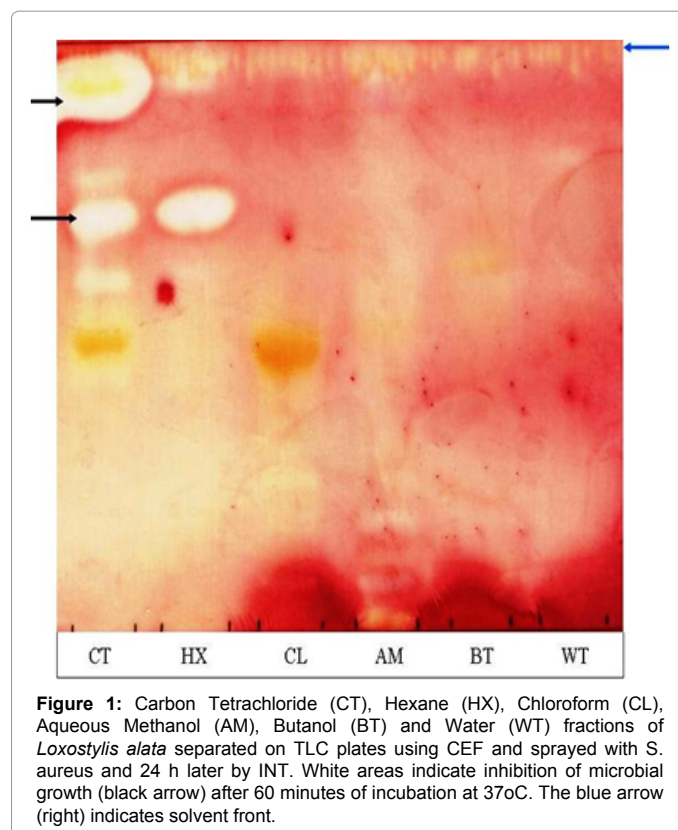 CT HX CL AM BT WT
Figure 1: Carbon Tetrachloride (CT), Hexane (HX), Chloroform (CL),
Aqueous Methanol (AM), Butanol (BT) and Water (WT) fractions of
Loxostylis alata separated on TLC plates using CEF and sprayed with S.
aureus and 24 h later by INT. White areas indicate inhibition of microbial
growth (black arrow) after 60 minutes of incubation at 37oC. The blue arrow
(right) indicates solvent front.